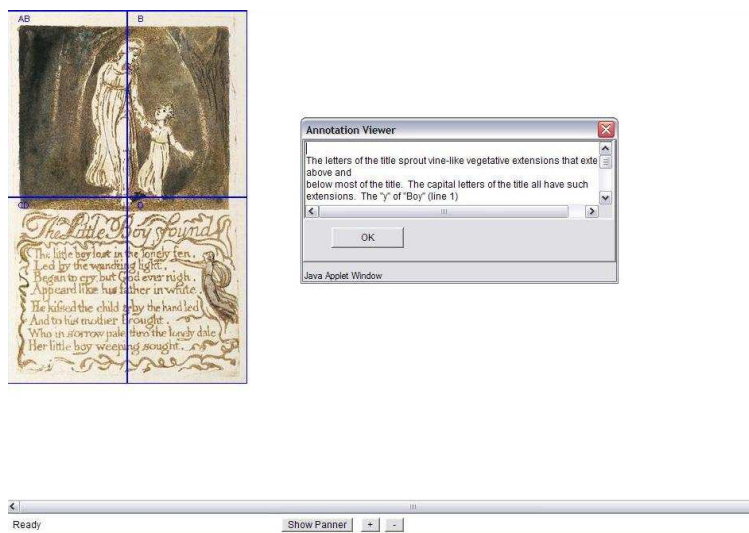 AB B
CD D
The Little Boy found
The little boy lost in the lonely fen,
Led by the wand'ring light,
Began to cry, but God ever nigh,
Appeard like his father in white.
He kissed the child & by the hand led
And to his mother brought,
Who in sorrow pale, thro' the lonely dale
Her little boy weeping sought.
Annotation Viewer
The letters of the title sprout vine-like vegetative extensions that exte
above and
below most of the title. The capital letters of the title all have such
extensions. The "y" of "Boy" (line 1)
OK
Java Applet Window
Ready Show Panner + -